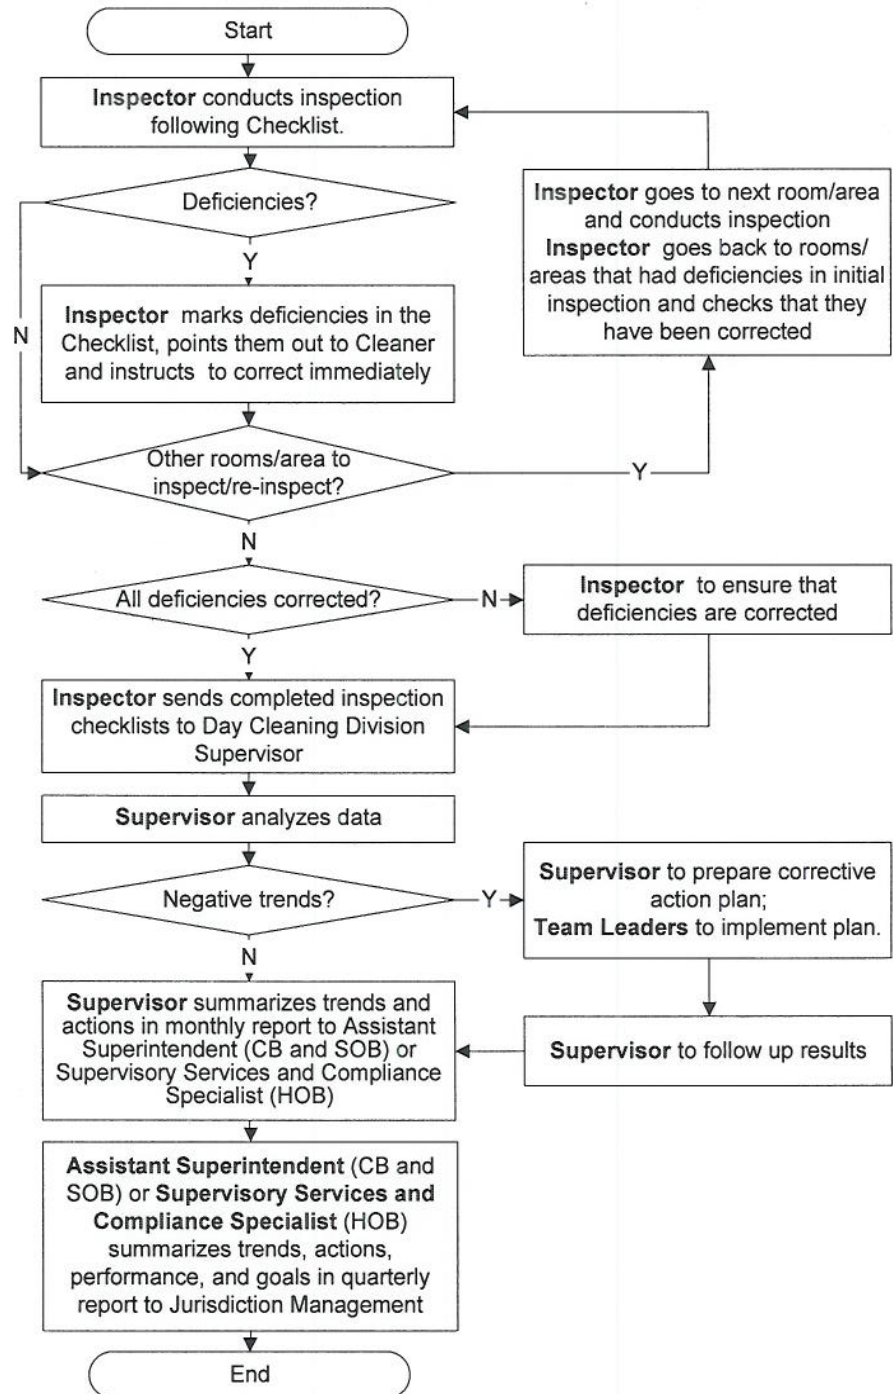 Start
Inspector conducts inspection
following Checklist.
Deficiencies?
Y
N
Inspector marks deficiencies in the
Checklist, points them out to Cleaner
and instructs to correct immediately
Inspector goes to next room/area
and conducts inspection
Inspector goes back to rooms/
areas that had deficiencies in initial
inspection and checks that they
have been corrected
Other rooms/area to
inspect/re-inspect?
Y
N
All deficiencies corrected?
N
Inspector to ensure that
deficiencies are corrected
Y
Inspector sends completed inspection
checklists to Day Cleaning Division
Supervisor
Supervisor analyzes data
Negative trends?
Y
Supervisor to prepare corrective
action plan;
Team Leaders to implement plan.
N
Supervisor summarizes trends and
actions in monthly report to Assistant
Superintendent (CB and SOB) or
Supervisory Services and Compliance
Specialist (HOB)
Supervisor to follow up results
Assistant Superintendent (CB and
SOB) or Supervisory Services and
Compliance Specialist (HOB)
summarizes trends, actions,
performance, and goals in quarterly
report to Jurisdiction Management
End